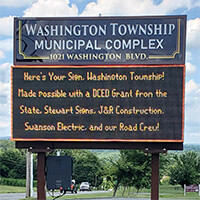 WASHINGTON TOWNSHIP
MUNICIPAL COMPLEX
1021 WASHINGTON BLVD.
Here's Your Sign, Washington Township!
Made possible with a DCED Grant from the
State, Stewart Signs, J&R Construction,
Swanson Electric, and our Road Crew!